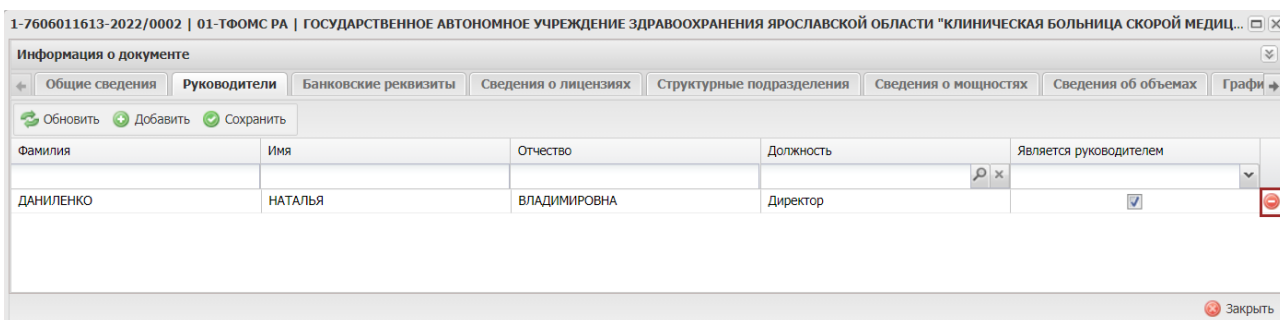 1-7606011613-2022/0002 | 01-ТФОМС РА | ГОСУДАРСТВЕННОЕ АВТОНОМНОЕ УЧРЕЖДЕНИЕ ЗДРАВООХРАНЕНИЯ ЯРОСЛАВСКОЙ ОБЛАСТИ "КЛИНИЧЕСКАЯ БОЛЬНИЦА СКОРОЙ МЕДИЦ...
Информация о документе
Общие сведения Руководители Банковские реквизиты Сведения о лицензиях Структурные подразделения Сведения о мощностях Сведения об объемах Графи
Обновить Добавить Сохранить
Фамилия Имя Отчество Должность Является руководителем
ДАНИЛЕНКО НАТАЛЬЯ ВЛАДИМИРОВНА Директор
Закрыть